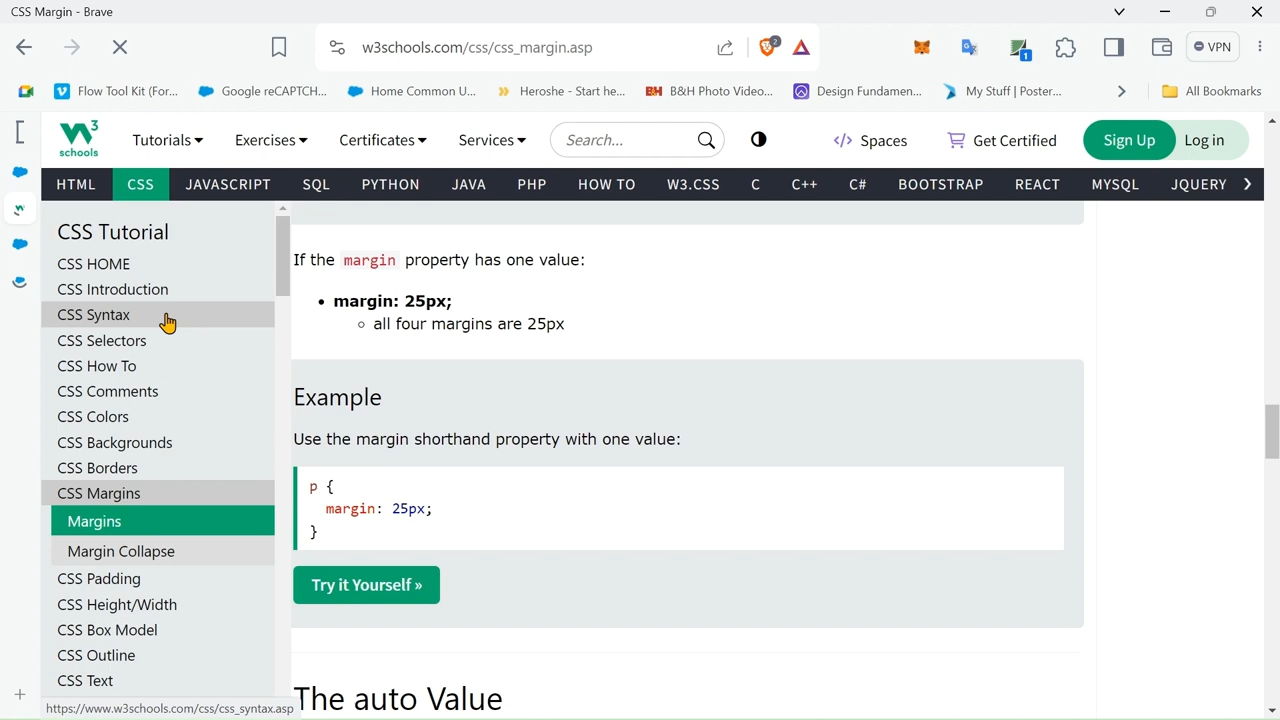 CSS Margin - Brave
w3schools.com/css/css_margin.asp
2
1
VPN
Flow Tool Kit (For...
Google reCAPTCH...
Home Common U...
Heroshe - Start he...
B&H Photo Video...
Design Fundamen...
My Stuff | Poster...
All Bookmarks
W3 schools
Tutorials
Exercises
Certificates
Services
Search...
Spaces
Get Certified
Sign Up
Log in
HTML
CSS
JAVASCRIPT
SQL
PYTHON
JAVA
PHP
HOW TO
W3.CSS
C
C++
C#
BOOTSTRAP
REACT
MYSQL
JQUERY
CSS Tutorial
CSS HOME
CSS Introduction
CSS Syntax
CSS Selectors
CSS How To
CSS Comments
CSS Colors
CSS Backgrounds
CSS Borders
CSS Margins
Margins
Margin Collapse
CSS Padding
CSS Height/Width
CSS Box Model
CSS Outline
CSS Text
https://www.w3schools.com/css/css_syntax.asp
If the margin property has one value:
• margin: 25px;
○ all four margins are 25px
Example
Use the margin shorthand property with one value:
p {
margin: 25px;
}
Try it Yourself »
The auto Value